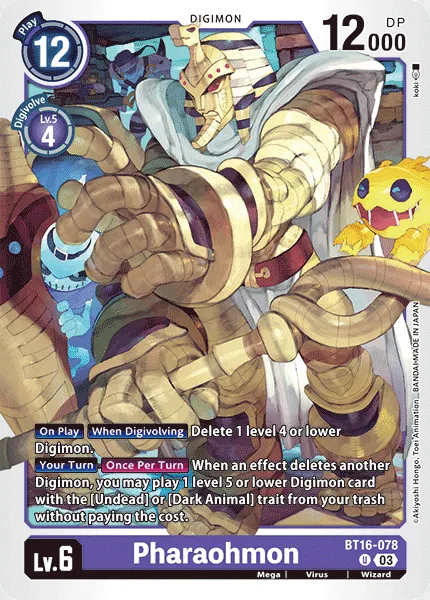 DIGIMON
Play
12
DP
12000
Digivolve
Lv.5
4
koki
On Play When Digivolving Delete 1 level 4 or lower
Digimon.
Your Turn Once Per Turn When an effect deletes another
Digimon, you may play 1 level 5 or lower Digimon card
with the [Undead] or [Dark Animal] trait from your trash
without paying the cost.
©Akiyoshi Hongo, Toei Animation BANDAI・MADE IN JAPAN
Lv.6
Pharaohmon
BT16-078
U 03
Mega | Virus | Wizard